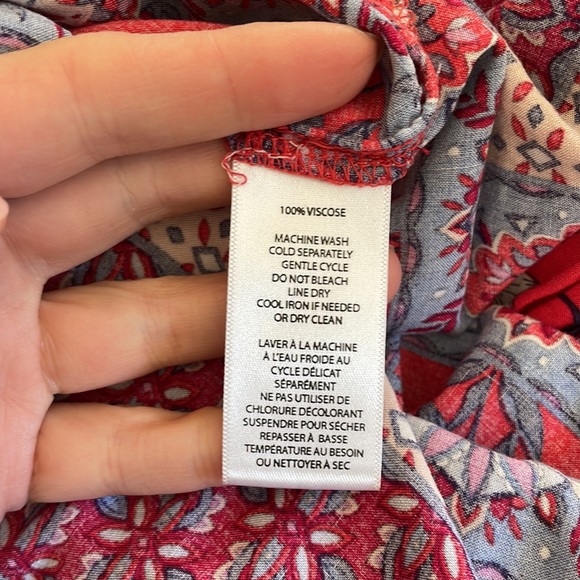 100% VISCOSE
MACHINE WASH
COLD SEPARATELY
GENTLE CYCLE
DO NOT BLEACH
LINE DRY
COOL IRON IF NEEDED
OR DRY CLEAN
LAVER À LA MACHINE
À L'EAU FROIDE AU
CYCLE DÉLICAT
SÉPARÉMENT
NE PAS UTILISER DE
CHLORURE DÉCOLORANT
SUSPENDRE POUR SÉCHER
REPASSER À BASSE
TEMPÉRATURE AU BESOIN
OU NETTOYER À SEC